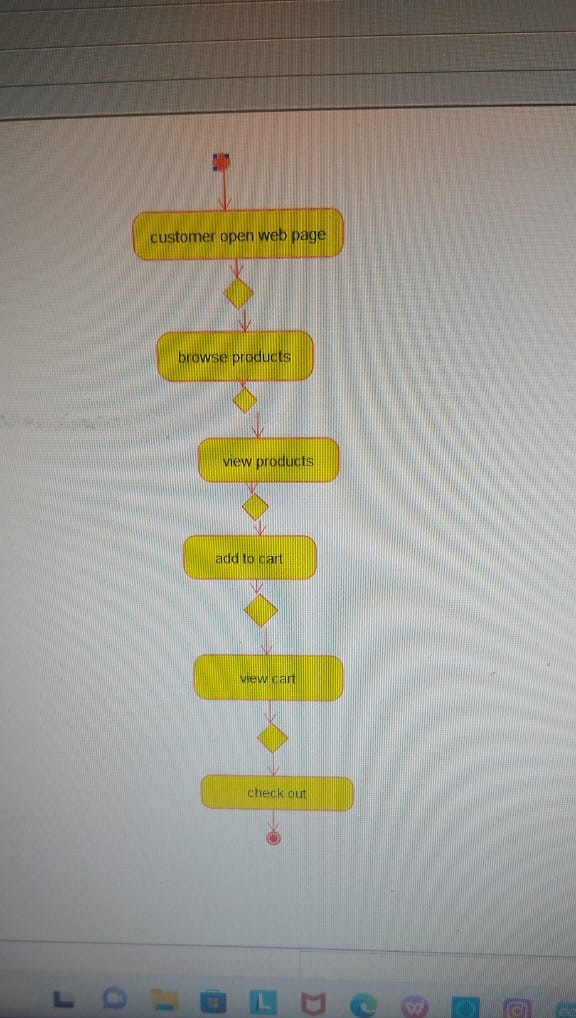 customer open web page
browse products
view products
add to cart
view cart
check out